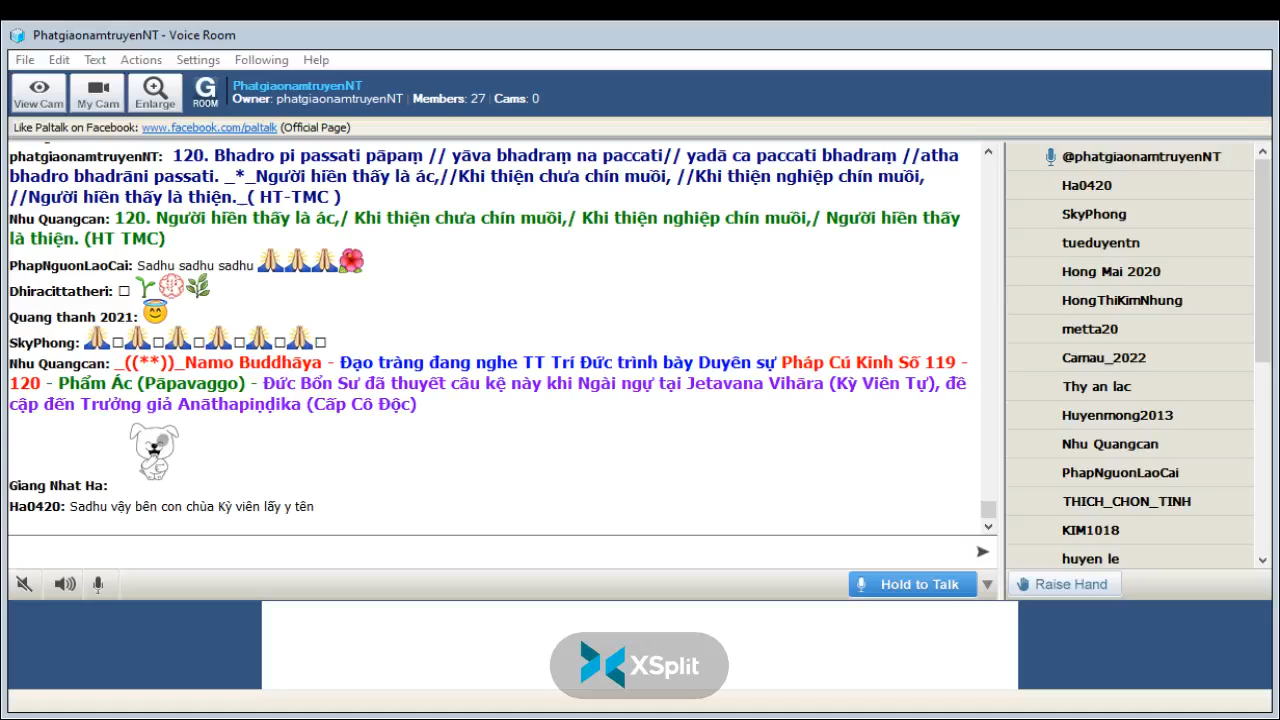 PhatgiaonamtruyenNT - Voice Room
File Edit Text Actions Settings Following Help
View Cam My Cam Enlarge G ROOM
PhatgiaonamtruyenNT
Owner: phatgiaonamtruyenNT | Members: 27 | Cams: 0
Like Paltalk on Facebook: www.facebook.com/paltalk (Official Page)
phatgiaonamtruyenNT: 120. Bhadro pi passati pāpaṃ // yāva bhadraṃ na paccati// yadā ca paccati bhadraṃ //atha
bhadro bhadrāni passati. _*_Người hiền thấy là ác,//Khi thiện chưa chín muồi, //Khi thiện nghiệp chín muồi,
//Người hiền thấy là thiện._( HT-TMC )
Nhu Quangcan: 120. Người hiền thấy là ác,/ Khi thiện chưa chín muồi,/ Khi thiện nghiệp chín muồi,/ Người hiền thấy
là thiện. (HT TMC)
PhapNguonLaoCai: Sadhu sadhu sadhu
Dhiracittatheri:
Quang thanh 2021:
SkyPhong:
Nhu Quangcan: _((**))_Namo Buddhāya - Đạo tràng đang nghe TT Trí Đức trình bày Duyên sự Pháp Cú Kinh Số 119 -
120 - Phẩm Ác (Pāpavaggo) - Đức Bổn Sư đã thuyết câu kệ này khi Ngài ngự tại Jetavana Vihāra (Kỳ Viên Tự), đề
cập đến Trưởng giả Anāthapiṇḍika (Cấp Cô Độc)
Giang Nhat Ha:
Ha0420: Sadhu vậy bên con chùa Kỳ viên lấy y tên
Hold to Talk
@phatgiaonamtruyenNT
Ha0420
SkyPhong
tueduyentn
Hong Mai 2020
HongThiKimNhung
metta20
Camau_2022
Thy an lac
Huyenmong2013
Nhu Quangcan
PhapNguonLaoCai
THICH_CHON_TINH
KIM1018
huyen le
Raise Hand
XSplit